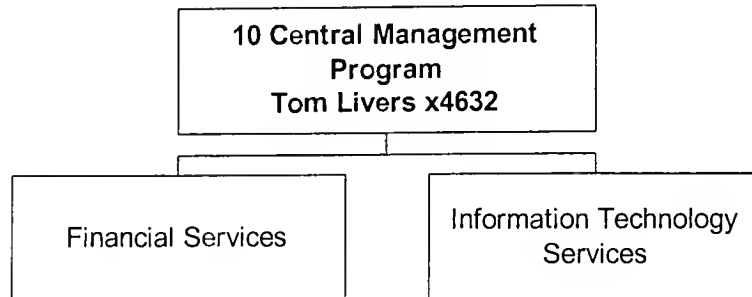 10 Central Management
Program
Tom Livers x4632
Financial Services
Information Technology
Services